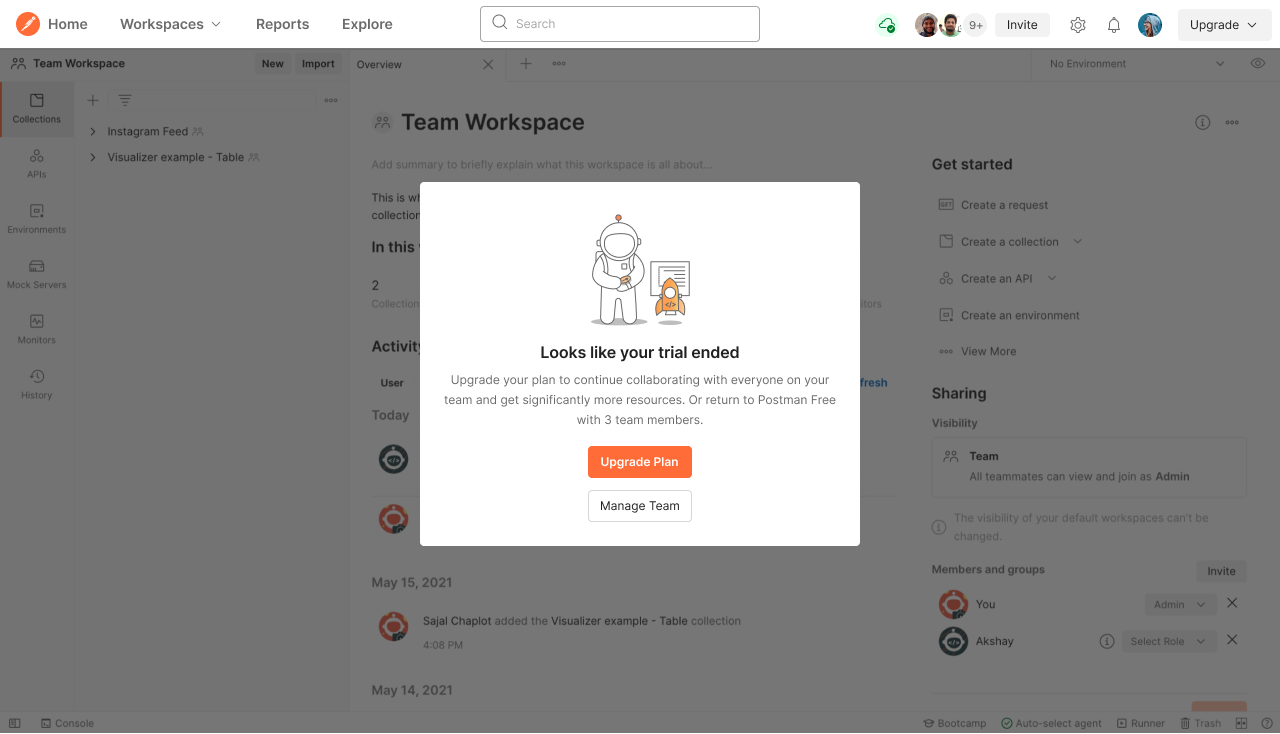 Home
Workspaces
Reports
Explore
Search
9+
Invite
Upgrade
Team Workspace
New
Import
Overview
No Environment
Collections
APIs
Environments
Mock Servers
Monitors
History
Instagram Feed
Visualizer example - Table
Team Workspace
Add summary to briefly explain what this workspace is all about...
This is
collection
In this
2
Collection
Activity
User
fresh
Today
May 15, 2021
Sajal Chaplot added the Visualizer example - Table collection
4:08 PM
May 14, 2021
Looks like your trial ended
Upgrade your plan to continue collaborating with everyone on your
team and get significantly more resources. Or return to Postman Free
with 3 team members.
Upgrade Plan
Manage Team
Get started
GET Create a request
Create a collection
Create an API
Create an environment
View More
Sharing
Visibility
Team
All teammates can view and join as Admin
The visibility of your default workspaces can't be
changed.
Members and groups
Invite
You
Admin
Akshay
Select Role
Console
Bootcamp
Auto-select agent
Runner
Trash